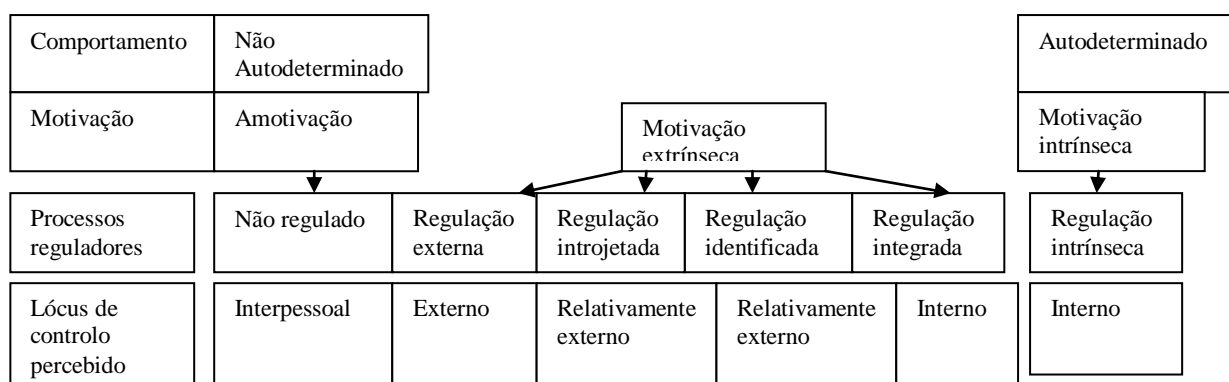 Comportamento
Não
Autodeterminado
Autodeterminado
Motivação
Amotivação
Motivação
extrínseca
Motivação
intrínseca
Processos
reguladores
Não regulado
Regulação
externa
Regulação
introjetada
Regulação
identificada
Regulação
integrada
Regulação
intrínseca
Lócus de
controlo
percebido
Interpessoal
Externo
Relativamente
externo
Relativamente
externo
Interno
Interno